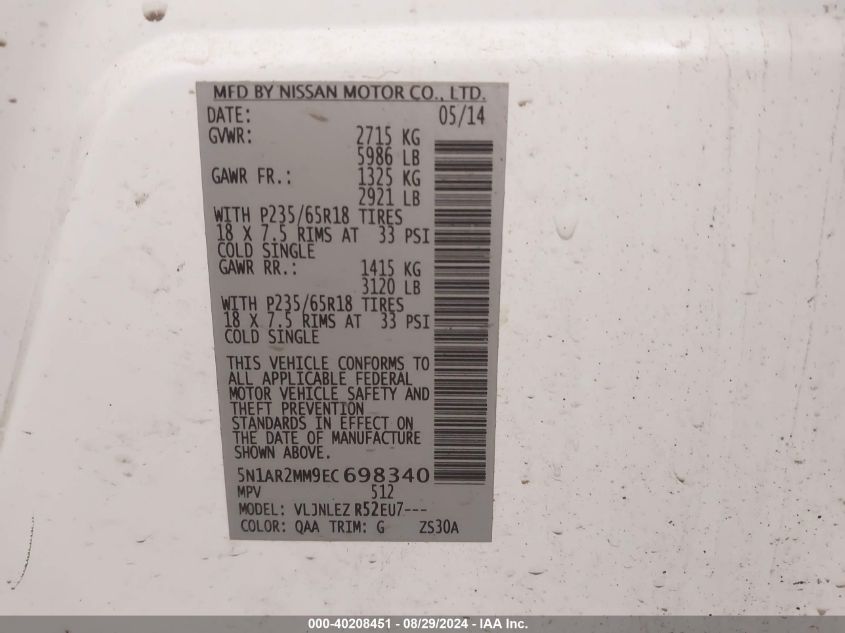 MFD BY NISSAN MOTOR CO., LTD.
DATE: 05/14
GVWR: 2715 KG
5986 LB
GAWR FR.: 1325 KG
2921 LB
WITH P235/65R18 TIRES
18 X 7.5 RIMS AT 33 PSI
COLD SINGLE
GAWR RR.: 1415 KG
3120 LB
WITH P235/65R18 TIRES
18 X 7.5 RIMS AT 33 PSI
COLD SINGLE
THIS VEHICLE CONFORMS TO
ALL APPLICABLE FEDERAL
MOTOR VEHICLE SAFETY AND
THEFT PREVENTION
STANDARDS IN EFFECT ON
THE DATE OF MANUFACTURE
SHOWN ABOVE.
5N1AR2MM9EC698340
MPV 512
MODEL: VLJNLEZ R52EU7---
COLOR: QAA TRIM: G ZS30A
000-40208451 - 08/29/2024 - IAA Inc.